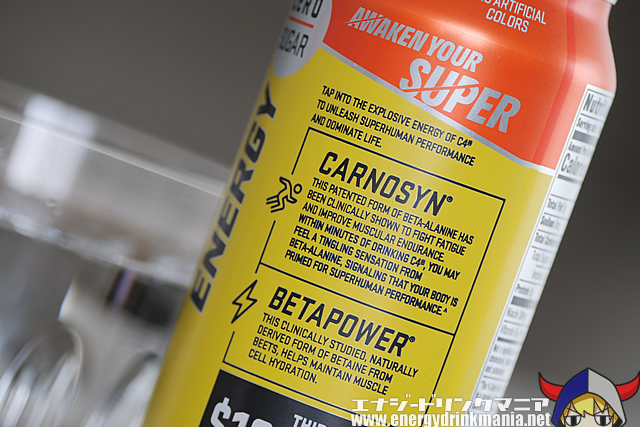 ZERO
SUGAR
ENERGY
NO ARTIFICIAL
COLORS
AWAKEN YOUR
SUPER
TAP INTO THE EXPLOSIVE ENERGY OF C4®
TO UNLEASH SUPERHUMAN PERFORMANCE
AND DOMINATE LIFE.
CARNOSYN®
THIS PATENTED FORM OF BETA-ALANINE HAS
BEEN CLINICALLY SHOWN TO FIGHT FATIGUE
AND IMPROVE MUSCULAR ENDURANCE.
WITHIN MINUTES OF DRINKING C4®, YOU MAY
FEEL A TINGLING SENSATION FROM
BETA-ALANINE, SIGNALING THAT YOUR BODY IS
PRIMED FOR SUPERHUMAN PERFORMANCE.^
BETAPOWER®
THIS CLINICALLY STUDIED, NATURALLY
DERIVED FORM OF BETAINE FROM
BEETS, HELPS MAINTAIN MUSCLE
CELL HYDRATION.
エナジードリンクマニア
www.energydrinkmania.net